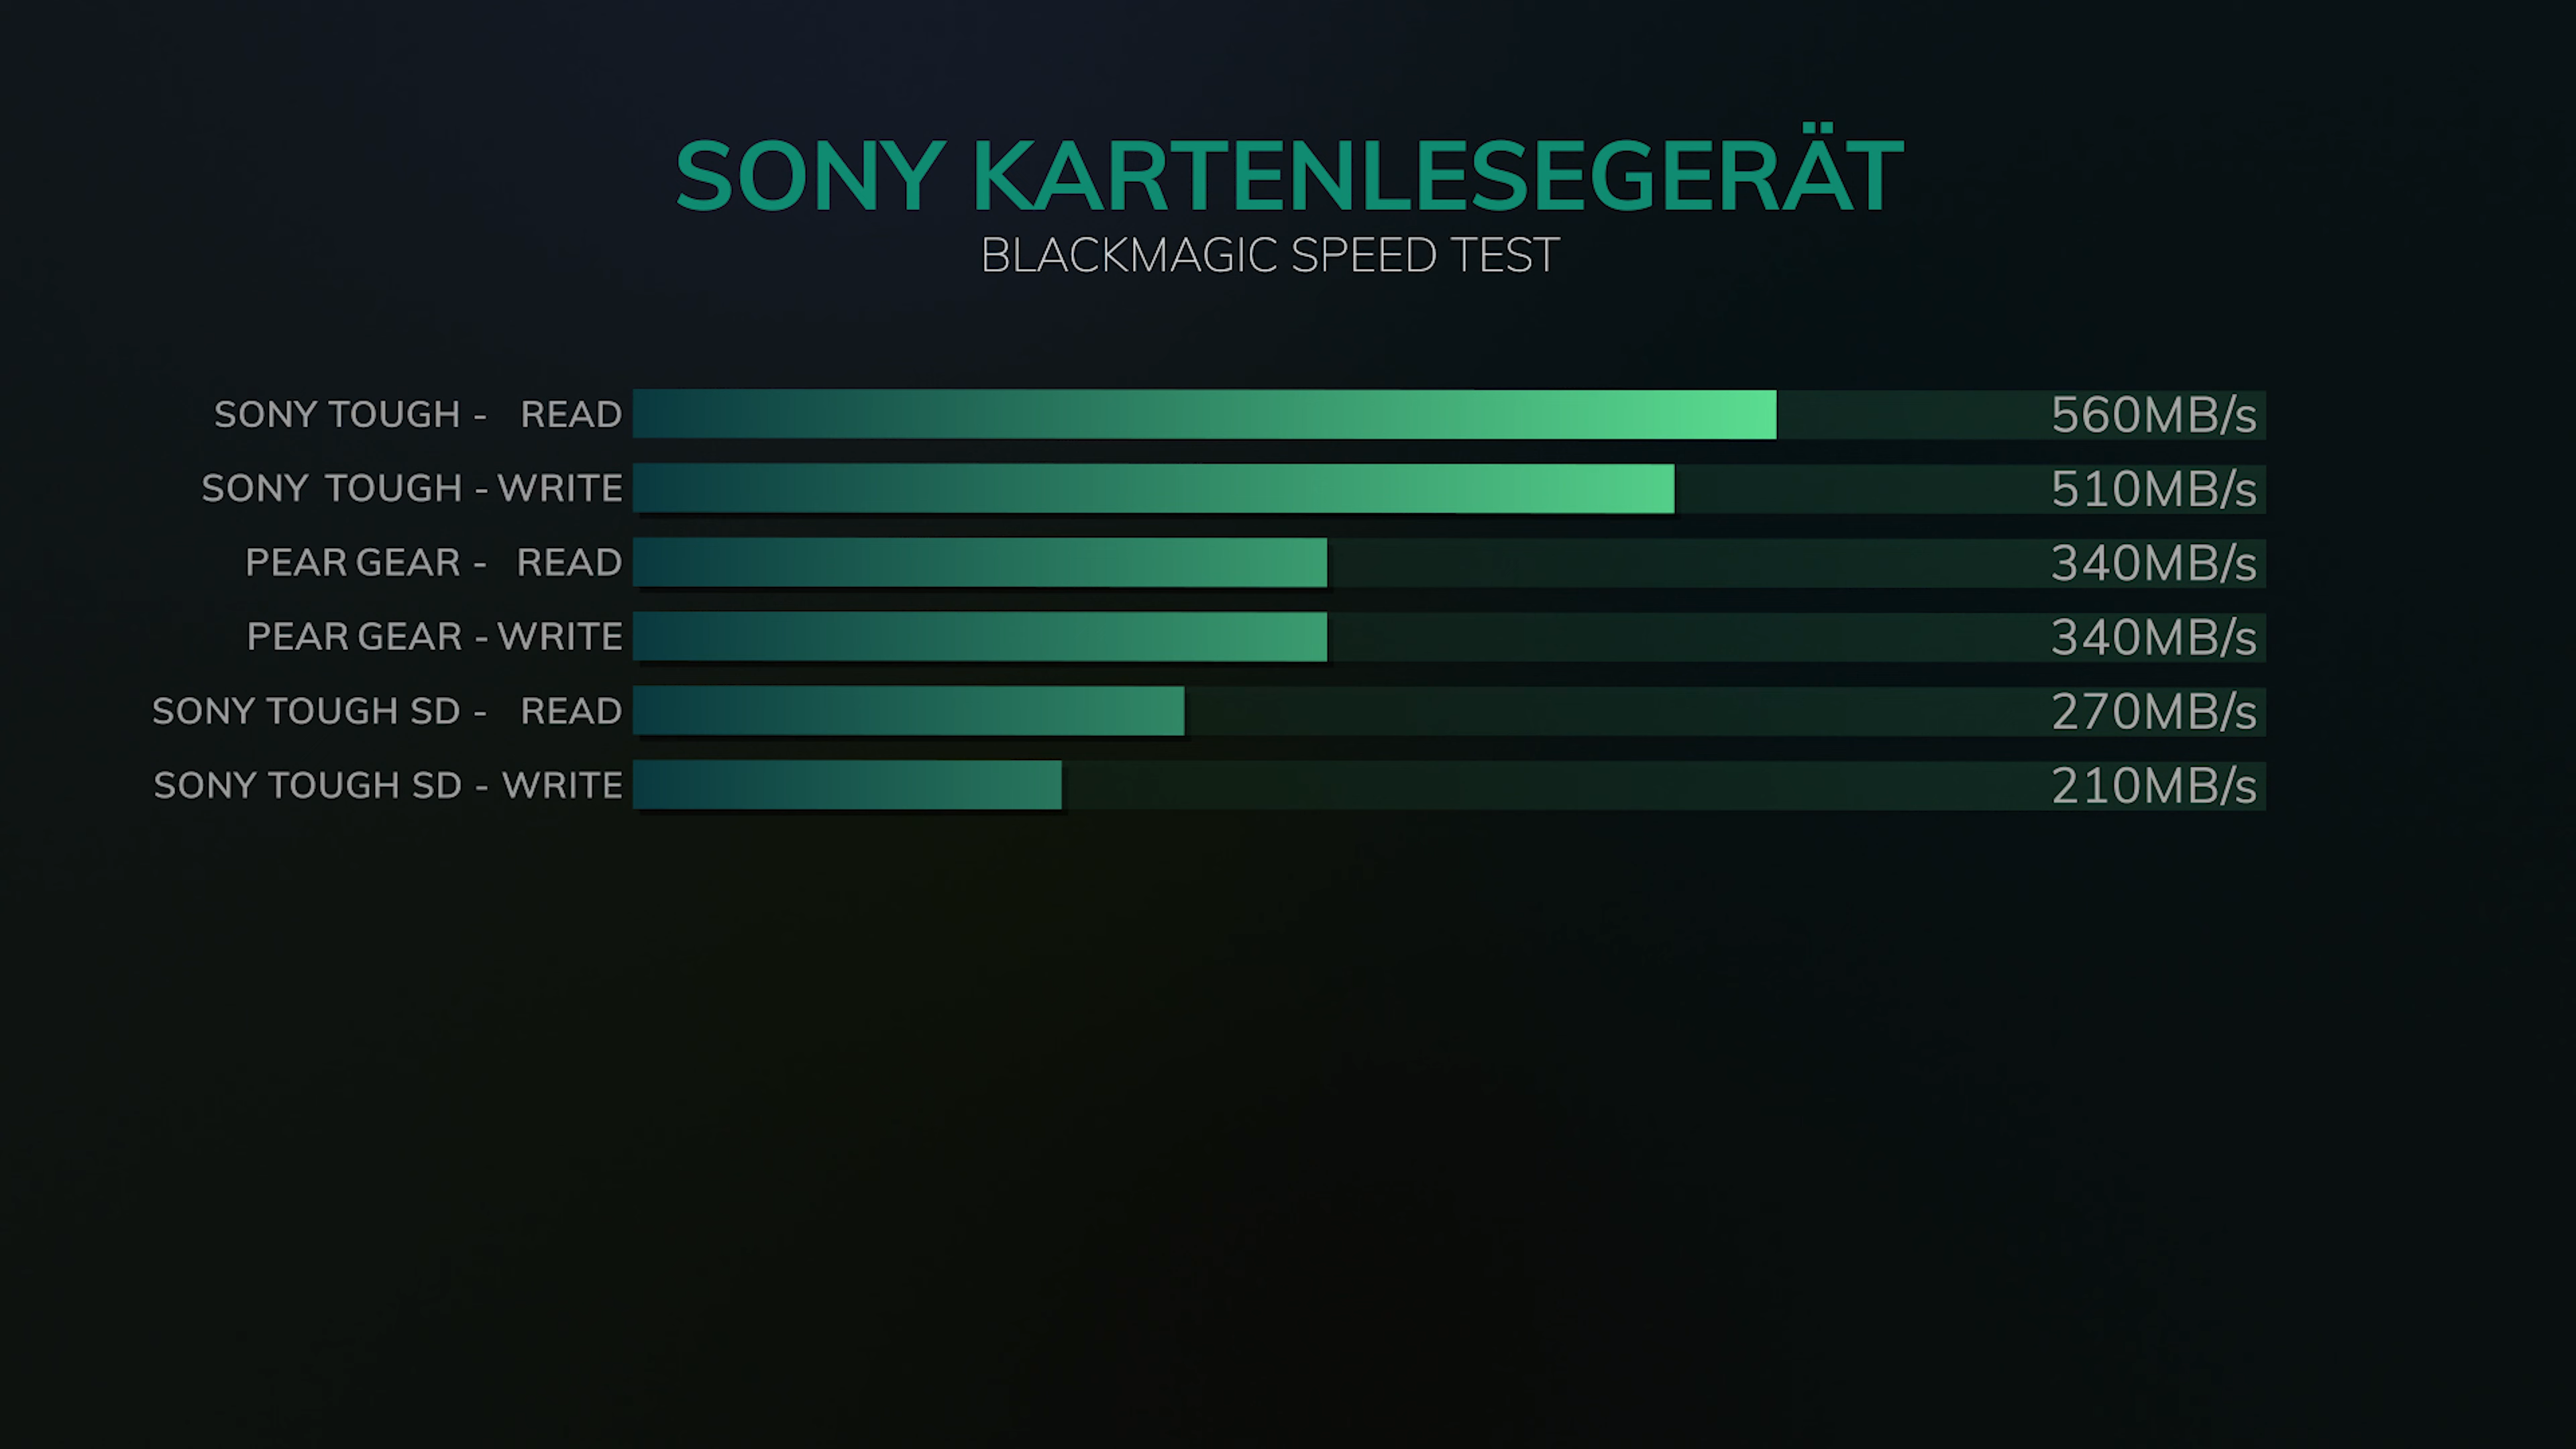 SONY KARTENLESEGERÄT
BLACKMAGIC SPEED TEST
SONY TOUGH - READ 560MB/s
SONY TOUGH - WRITE 510MB/s
PEAR GEAR - READ 340MB/s
PEAR GEAR - WRITE 340MB/s
SONY TOUGH SD - READ 270MB/s
SONY TOUGH SD - WRITE 210MB/s